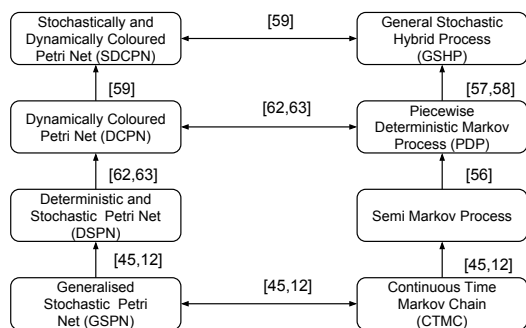 Stochastically and
Dynamically Coloured
Petri Net (SDCPN)
[59]
General Stochastic
Hybrid Process
(GSHP)
[59]
[57,58]
Dynamically Coloured
Petri Net (DCPN)
[62,63]
Piecewise
Deterministic Markov
Process (PDP)
[62,63]
[56]
Deterministic and
Stochastic Petri Net
(DSPN)
Semi Markov Process
[45,12]
[45,12]
Generalised
Stochastic Petri
Net (GSPN)
[45,12]
Continuous Time
Markov Chain
(CTMC)